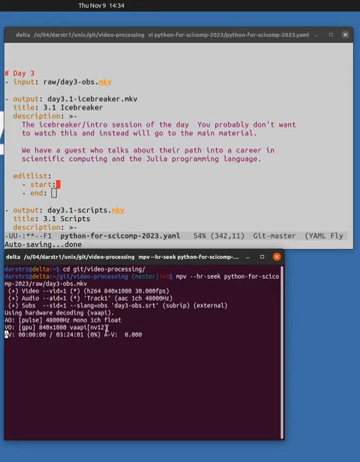 Thu Nov 9  14:34
delta  /u/04/darstr1/unix/git/video-processing  vi python-for-scicomp-2023/python-for-scicomp-2023.yaml
# Day 3
- input: raw/day3-obs.mkv
- output: day3.1-icebreaker.mkv
title: 3.1 Icebreaker
description: >-
The icebreaker/intro session of the day  You probably don't want
to watch this and instead will go to the main material.
We have a guest who talks about their path into a career in
scientific computing and the Julia programming language.
editlist:
- start:
- end:
- output: day3.1-scripts.mkv
title: 3.1 Scripts
description: >-
-UU-:**--F1  python-for-scicomp-2023.yaml   54% (342,11)   Git-master  (YAML Fly
Auto-saving...done
delta  /u/04/darstr1/unix/git/video-processing  mpv --hr-seek python-for-scicomp-2023/raw/day3-obs.mkv
darstr1@delta:~$ cd git/video-processing/
darstr1@delta:~/git/video-processing (master) $ mpv --hr-seek python-for-scico
mp-2023/raw/day3-obs.mkv
(+) Video --vid=1 (*) (h264 840x1080 30.000fps)
(+) Audio --aid=1 (*) 'Track1' (aac 1ch 48000Hz)
(+) Subs  --sid=1 --slang=obs 'day3-obs.srt' (subrip) (external)
Using hardware decoding (vaapi).
AO: [pulse] 48000Hz mono 1ch float
VO: [gpu] 840x1080 vaapi[nv12]
AV: 00:00:00 / 03:24:01 (0%) A-V:  0.000